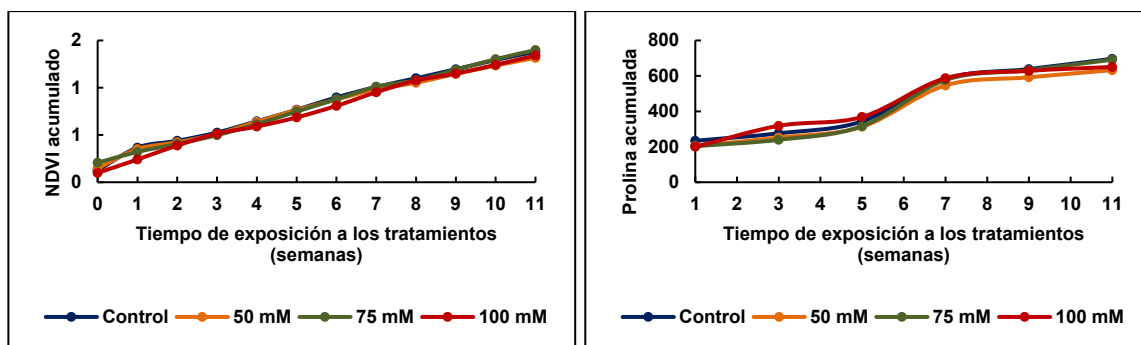 NDVI acumulado
2
1
1
0
0 1 2 3 4 5 6 7 8 9 10 11
Tiempo de exposición a los tratamientos
(semanas)
Control 50 mM 75 mM 100 mM
Prolina acumulada
800
600
400
200
0
1 2 3 4 5 6 7 8 9 10 11
Tiempo de exposición a los tratamientos
(semanas)
Control 50 mM 75 mM 100 mM